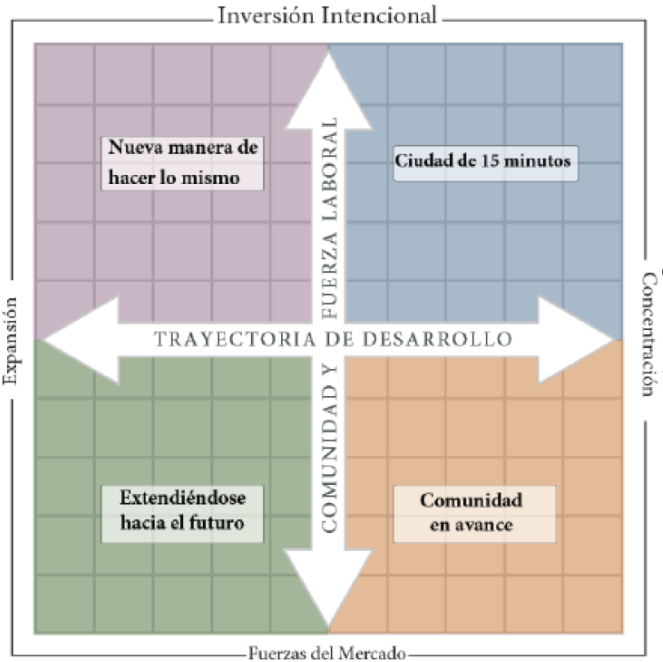 Inversión Intencional
Nueva manera de
hacer lo mismo
Ciudad de 15 minutos
Expansión
COMUNIDAD Y FUERZA LABORAL
TRAYECTORIA DE DESARROLLO
Concentración
Extendiéndose
hacia el futuro
Comunidad
en avance
Fuerzas del Mercado